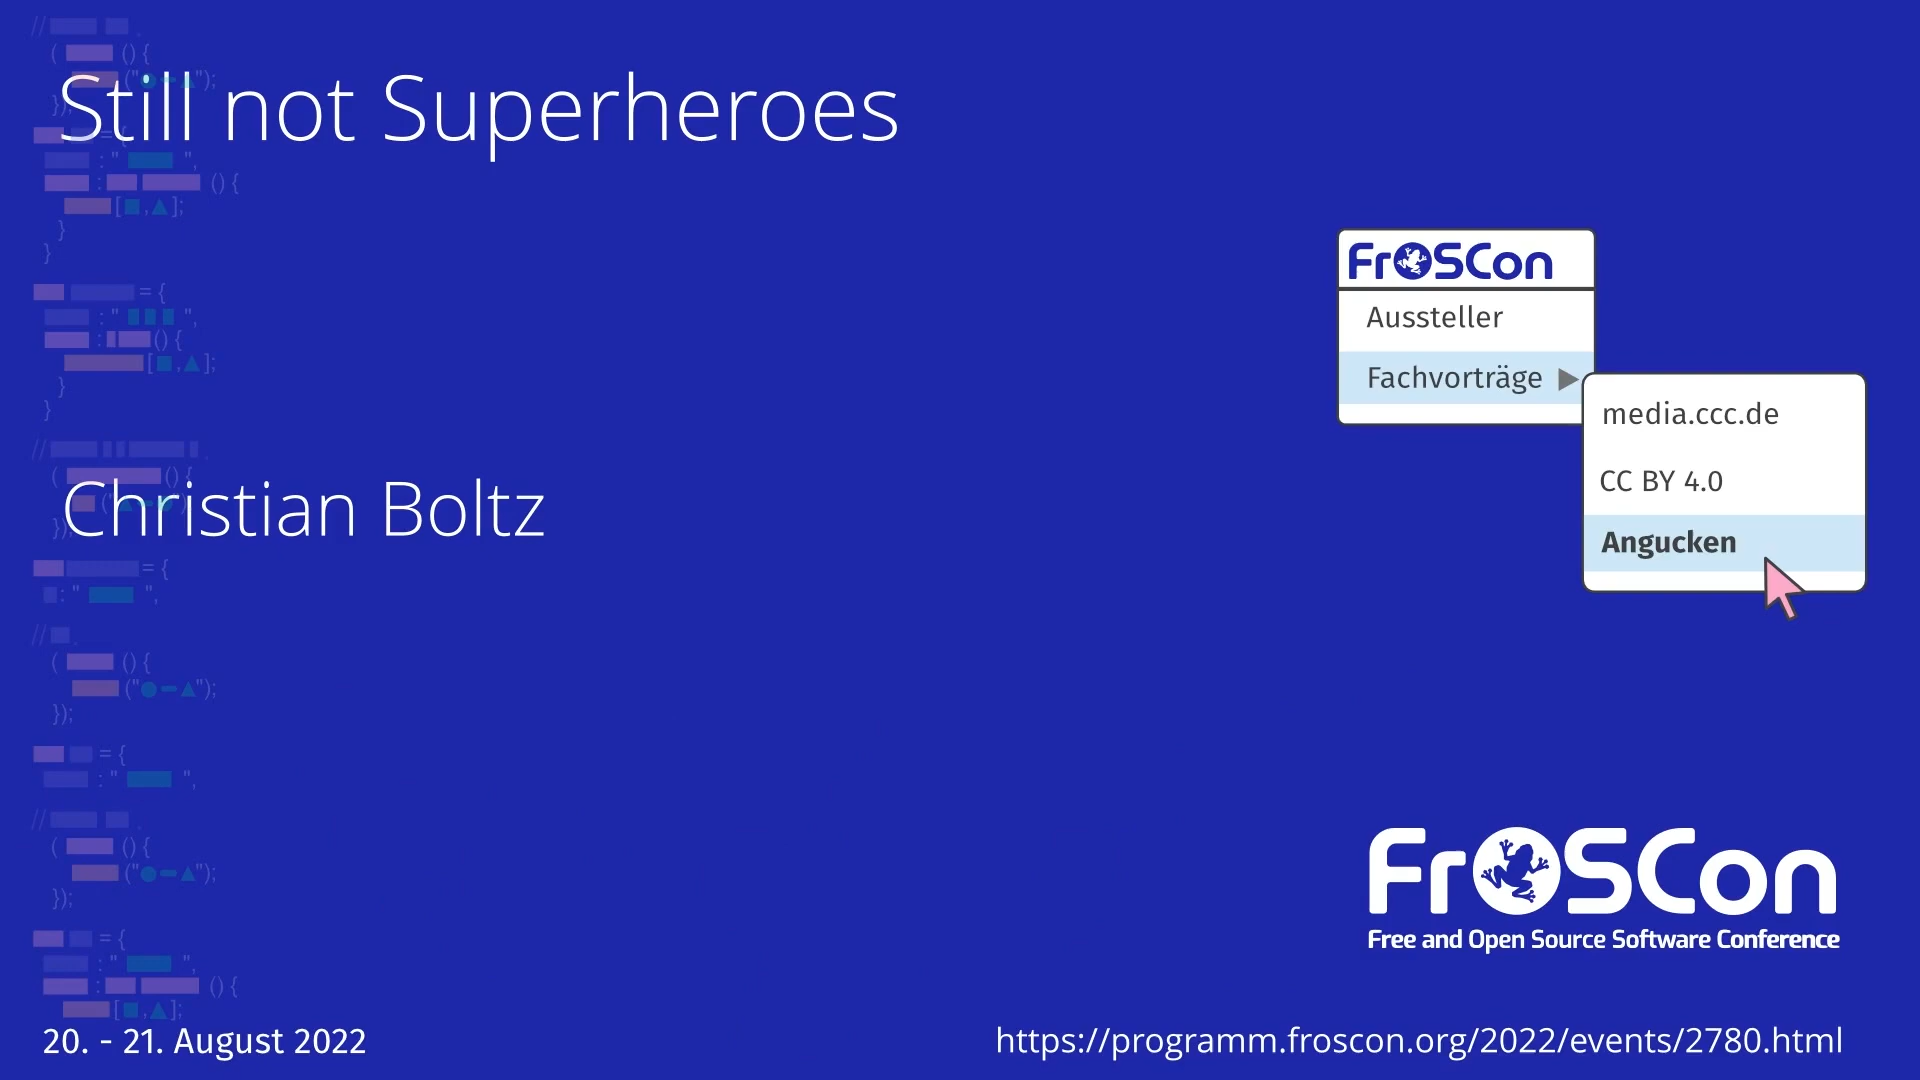 Still not Superheroes
FrOSCon
Aussteller
Fachvorträge
media.ccc.de
CC BY 4.0
Angucken
Christian Boltz
FrOSCon
Free and Open Source Software Conference
20. - 21. August 2022
https://programm.froscon.org/2022/events/2780.html